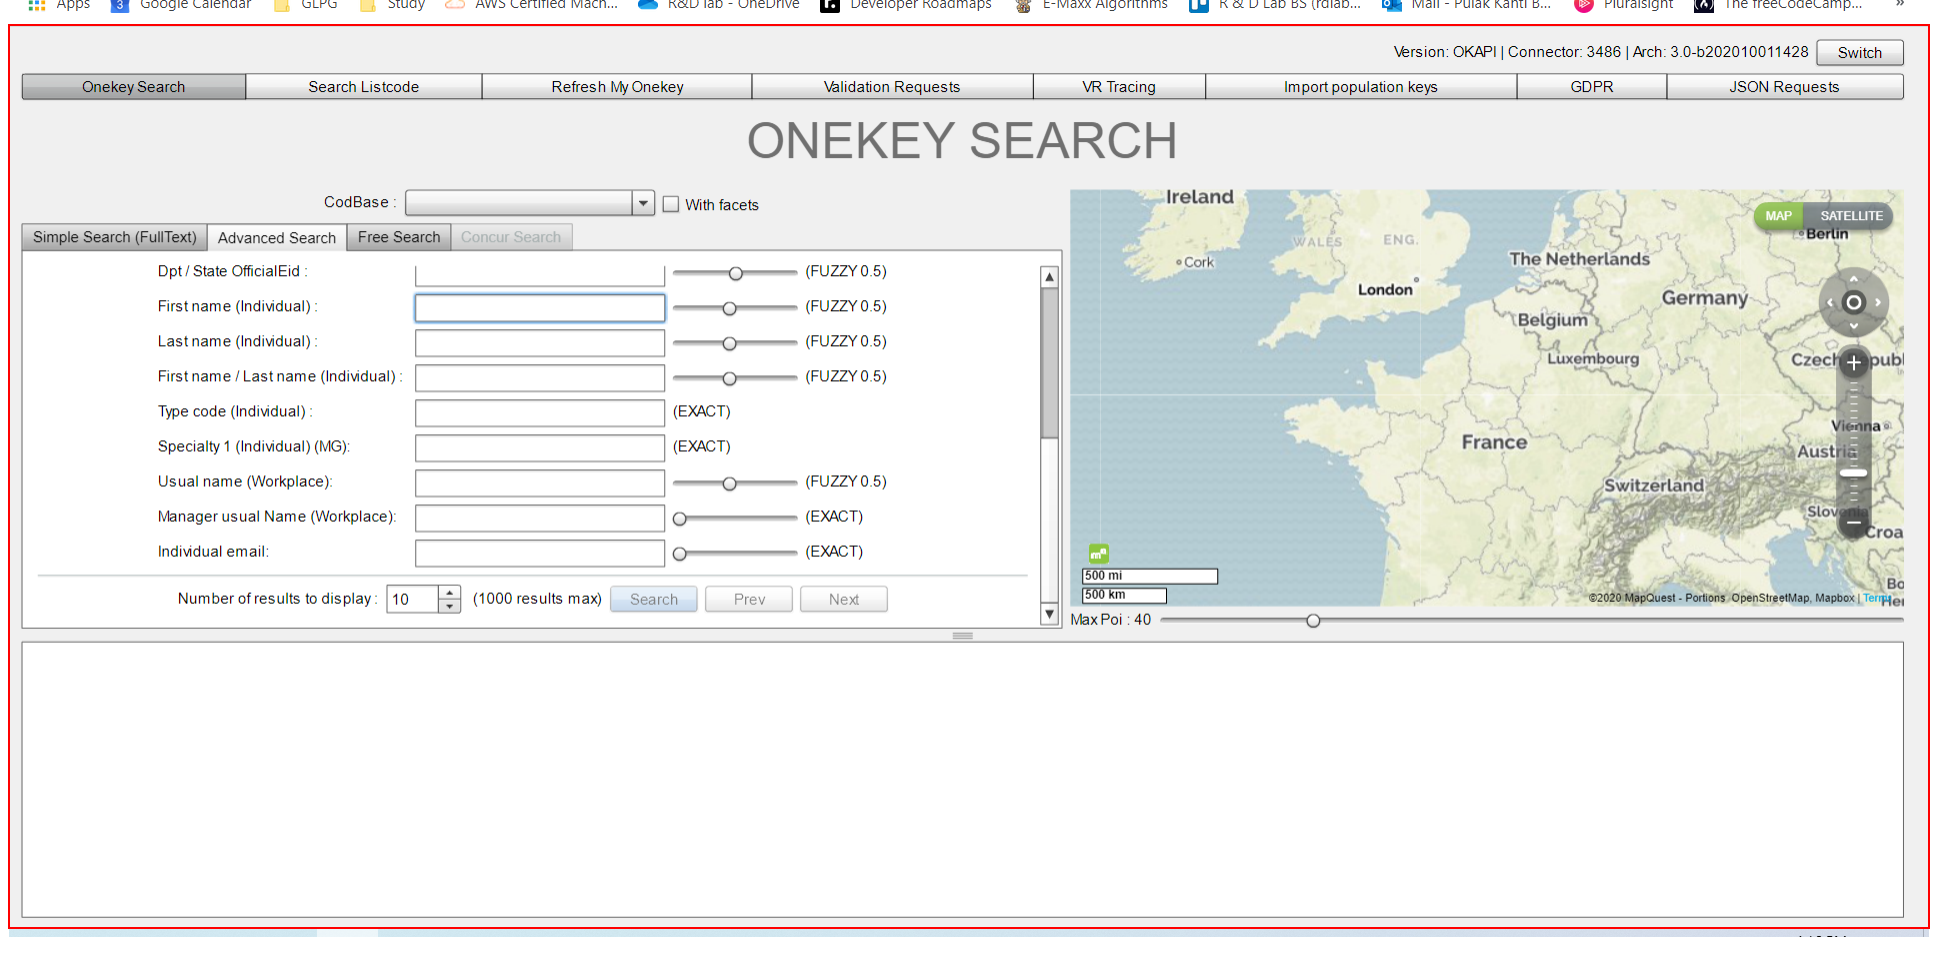 Apps 3 Google Calendar GLPG Study AWS Certified Mach... R&D lab - OneDrive r. Developer Roadmaps E-Maxx Algorithms R & D Lab BS (rdlab... Mail - Pulak Kanti B... Pluralsight The freeCodeCamp... »
Version: OKAPI | Connector: 3486 | Arch: 3.0-b202010011428 Switch
Onekey Search Search Listcode Refresh My Onekey Validation Requests VR Tracing Import population keys GDPR JSON Requests
ONEKEY SEARCH
CodBase : With facets
Simple Search (FullText) Advanced Search Free Search Concur Search
Dpt / State OfficialEid : (FUZZY 0.5)
First name (Individual) : (FUZZY 0.5)
Last name (Individual) : (FUZZY 0.5)
First name / Last name (Individual) : (FUZZY 0.5)
Type code (Individual) : (EXACT)
Specialty 1 (Individual) (MG): (EXACT)
Usual name (Workplace): (FUZZY 0.5)
Manager usual Name (Workplace): (EXACT)
Individual email: (EXACT)
Number of results to display : 10 (1000 results max) Search Prev Next
Ireland
MAP SATELLITE
WALES ENG.
Berlin
Cork
The Netherlands
London
Germany
Belgium
Luxembourg
Czech Republ
Vienna
France
Austria
Switzerland
Slovenia
Croa
mq
500 mi
500 km
Bo
©2020 MapQuest - Portions OpenStreetMap, Mapbox | Terms
Her
Max Poi : 40